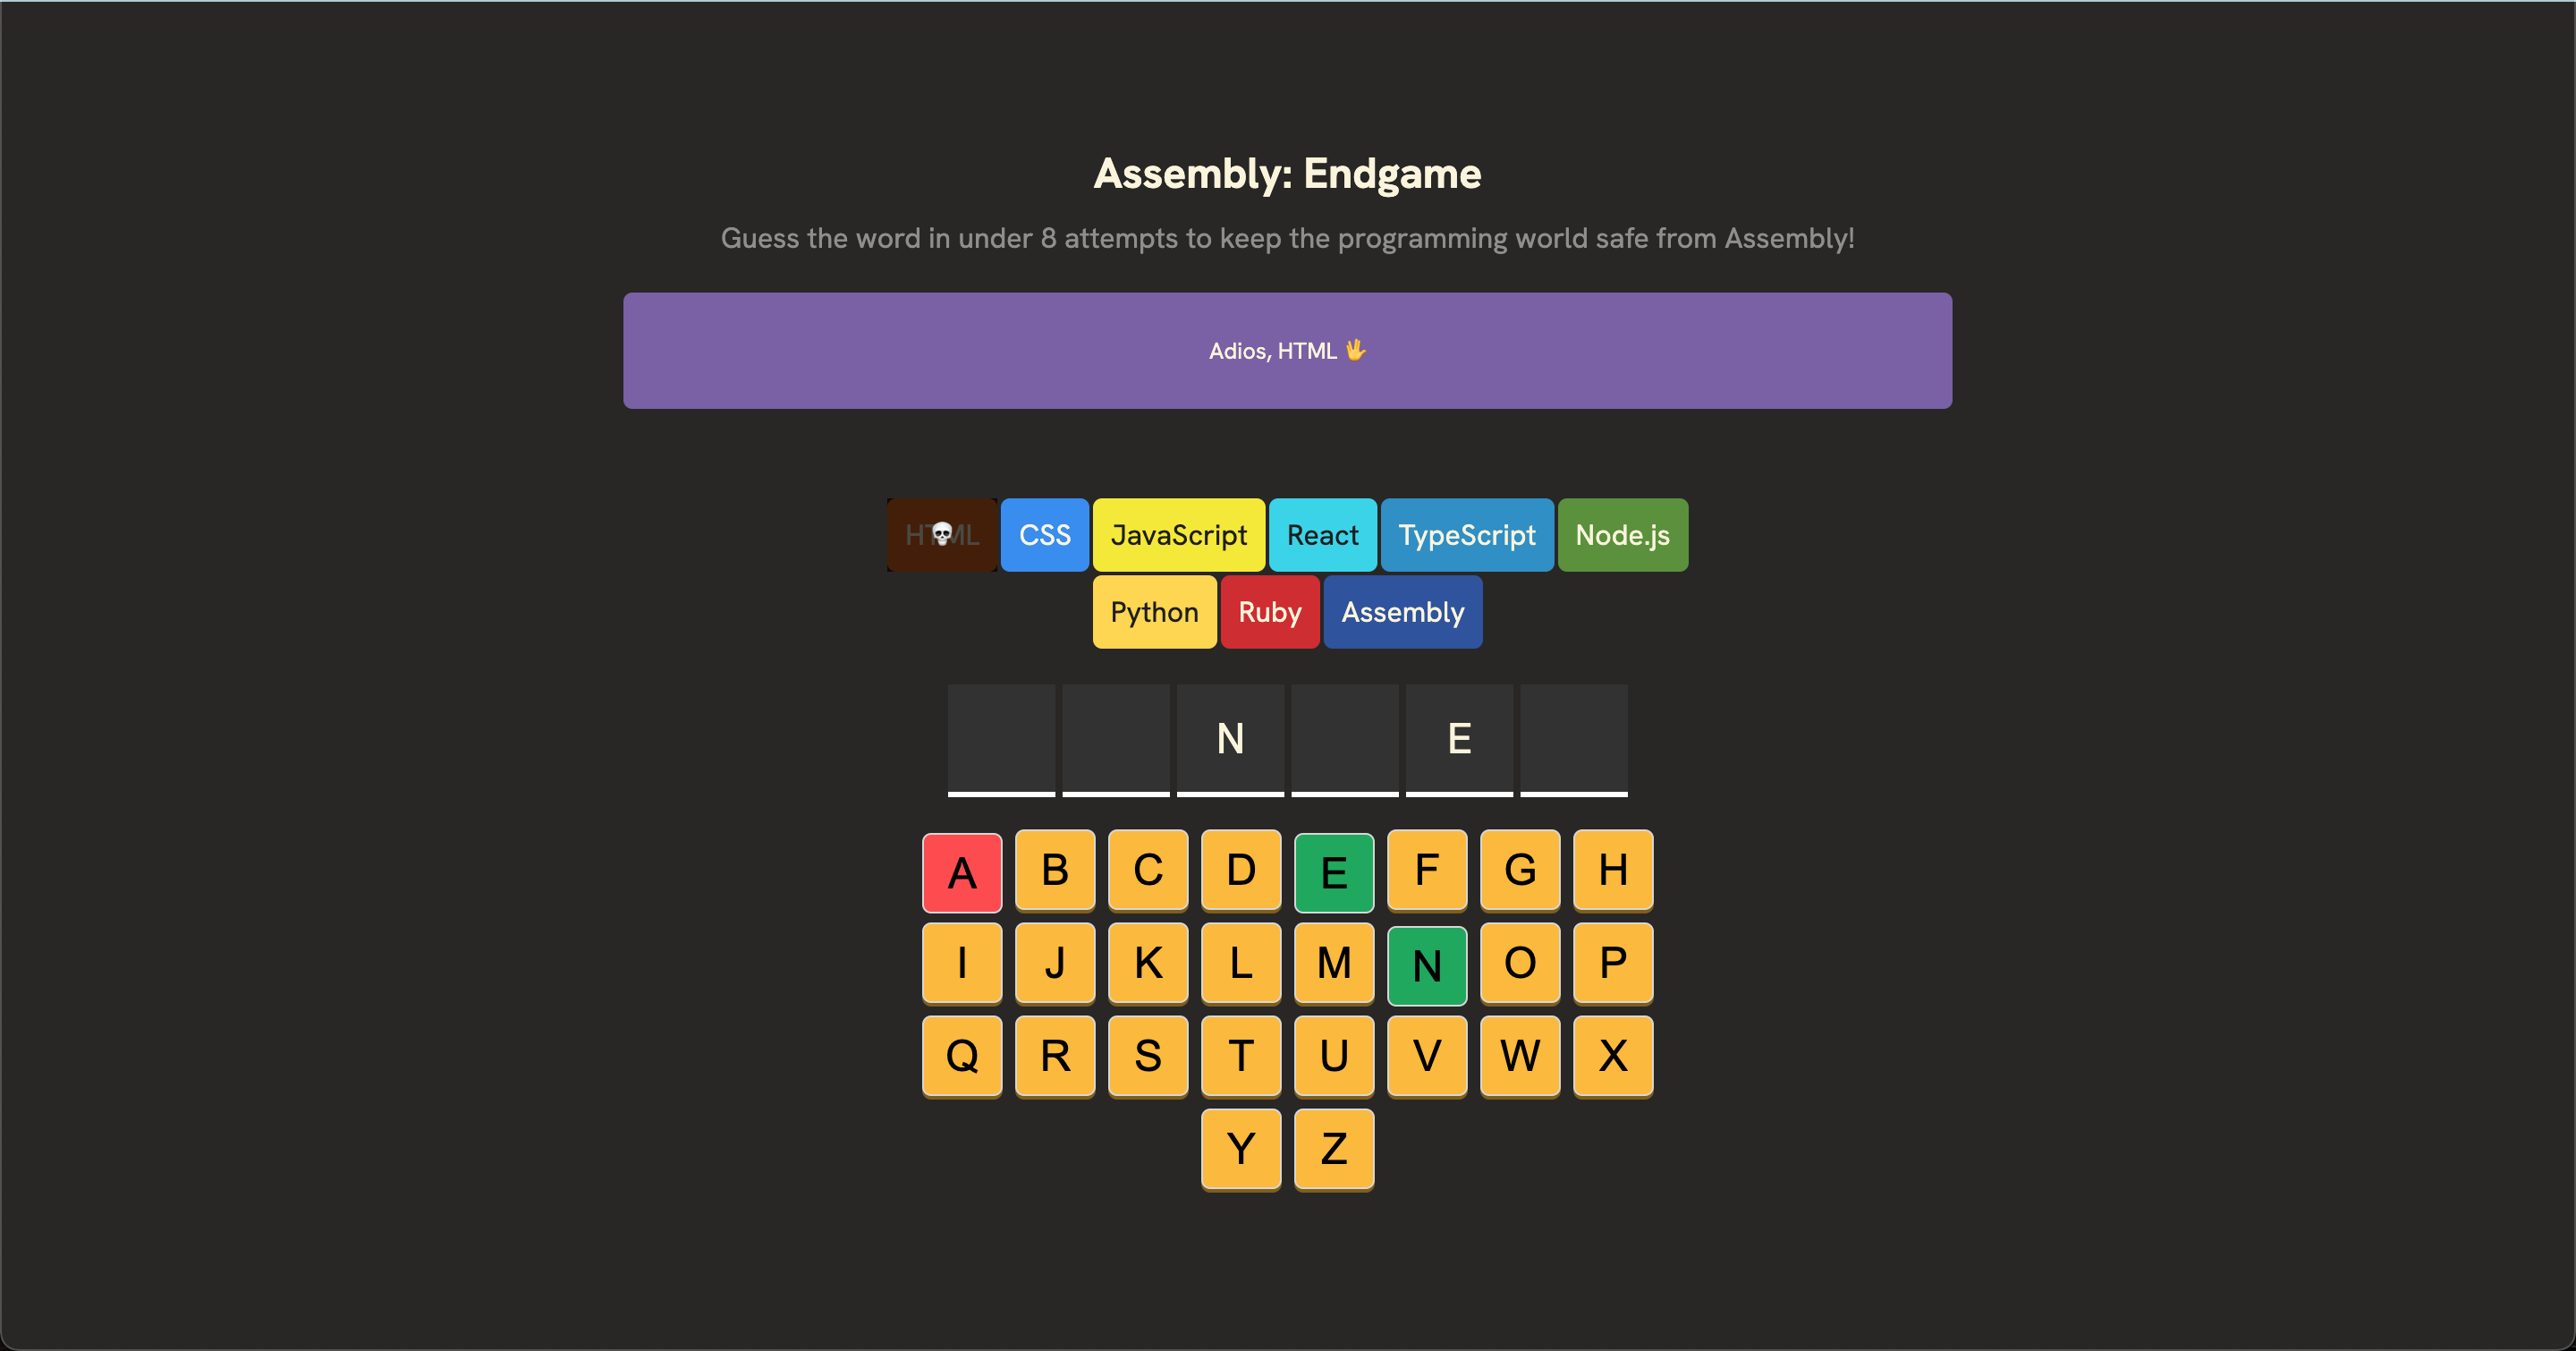 Assembly: Endgame
Guess the word in under 8 attempts to keep the programming world safe from Assembly!
Adios, HTML 🖖
HTML CSS JavaScript React TypeScript Node.js
Python Ruby Assembly
N E
A B C D E F G H
I J K L M N O P
Q R S T U V W X
Y Z